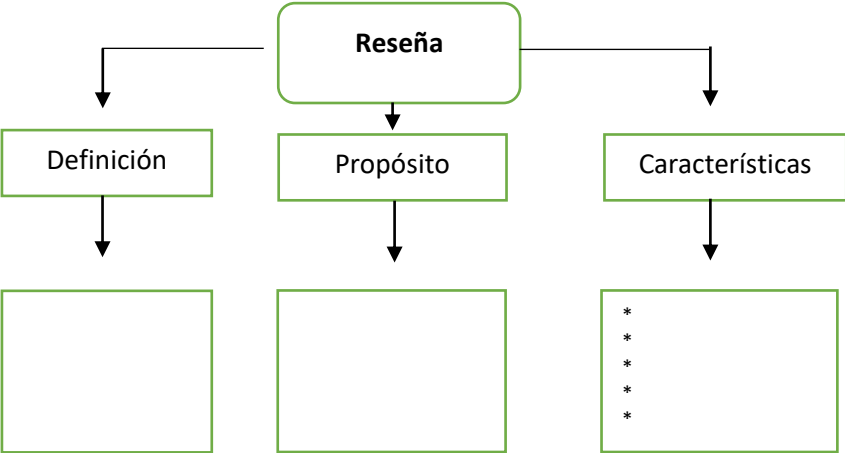 Reseña
Definición
Propósito
Características
*
*
*
*
*